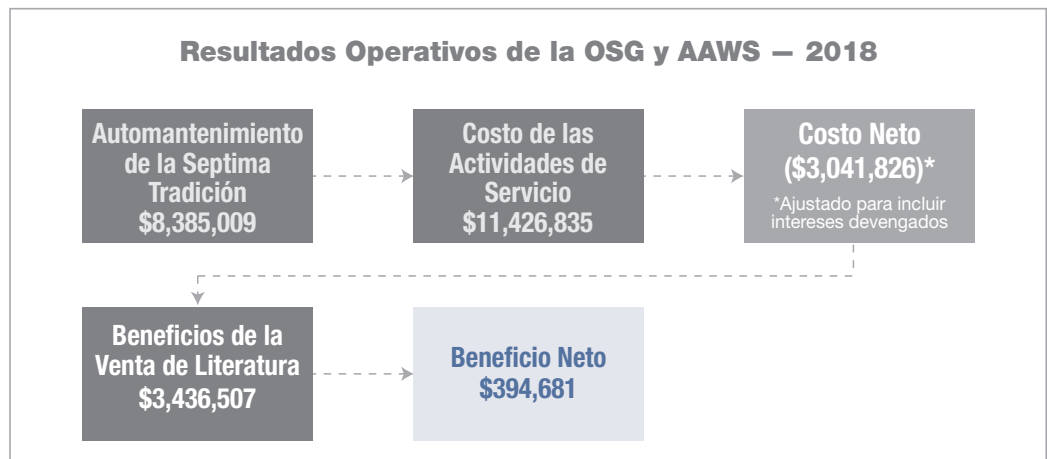 Resultados Operativos de la OSG y AAWS — 2018
Automantenimiento
de la Septima
Tradición
$8,385,009
Costo de las
Actividades de
Servicio
$11,426,835
Costo Neto
($3,041,826)*
*Ajustado para incluir
intereses devengados
Beneficios de la
Venta de Literatura
$3,436,507
Beneficio Neto
$394,681